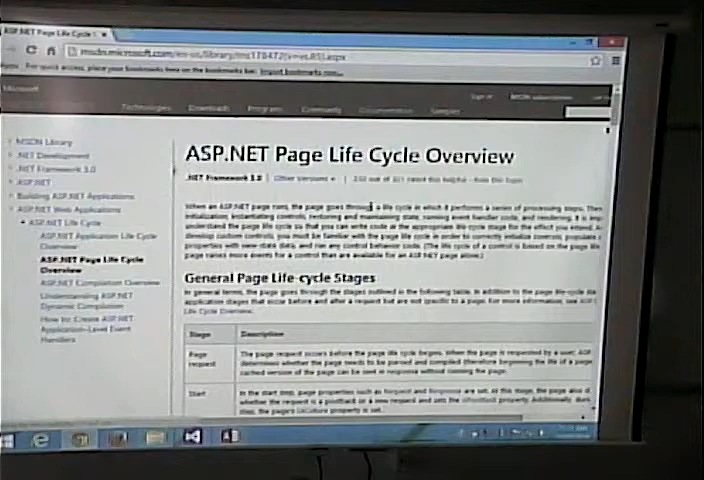 ASP.NET Page Life Cycle
msdn.microsoft.com/en-us/library/ms178472(v=vs.85).aspx
For quick access, place your bookmarks here on the bookmarks bar. Import bookmarks now...
Microsoft
Sign in MSDN subscriptions
Technologies Downloads Programs Community Documentation Samples
MSDN Library
.NET Development
.NET Framework 3.0
ASP.NET
Building ASP.NET Applications
ASP.NET Web Applications
ASP.NET Life Cycle
ASP.NET Application Life Cycle
Overview
ASP.NET Page Life Cycle
Overview
ASP.NET Compilation Overview
Understanding ASP.NET
Dynamic Compilation
How to: Create ASP.NET
Application-Level Event
Handlers
ASP.NET Page Life Cycle Overview
.NET Framework 3.0 Other Versions rated this helpful - Rate this topic
When an ASP.NET page runs, the page goes through a life cycle in which it performs a series of processing steps. These
initialization, instantiating controls, restoring and maintaining state, running event handler code, and rendering. It is imp
understand the page life cycle so that you can write code at the appropriate life-cycle stage for the effect you intend. A
develop custom controls, you must be familiar with the page life cycle in order to correctly initialize controls, populate
properties with view-state data, and run any control behavior code. (The life cycle of a control is based on the page life
page raises more events for a control than are available for an ASP.NET page alone.)
General Page Life-cycle Stages
In general terms, the page goes through the stages outlined in the following table. In addition to the page life-cycle sta
application stages that occur before and after a request but are not specific to a page. For more information, see ASP
Life Cycle Overview.
Stage Description
Page request The page request occurs before the page life cycle begins. When the page is requested by a user, ASP
determines whether the page needs to be parsed and compiled (therefore beginning the life of a page
cached version of the page can be sent in response without running the page.
Start In the start step, page properties such as Request and Response are set. At this stage, the page also d
whether the request is a postback or a new request and sets the IsPostBack property. Additionally, during
step, the page's UICulture property is set.